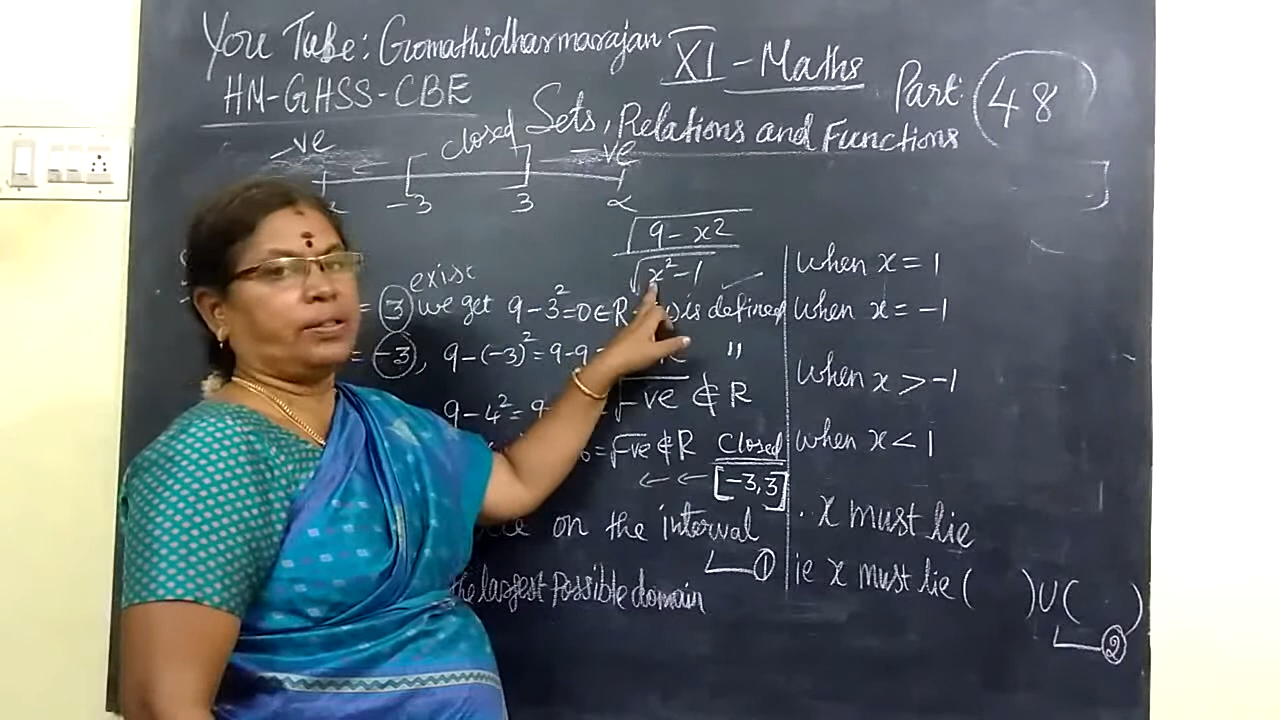 You Tube: Gomathidharmarajan XI - Maths Part: 48
HM-GHSS-CBE
Sets, Relations and Functions
-ve closed -ve
-3 3 α
√9 - x²
√x² - 1
exist
= 3 we get 9 - 3² = 0 ∈ R is defined
= -3, 9 - (-3)² = 9 - 9 = "
9 - 4² = 9 - √-ve ∉ R
= √-ve ∉ R closed
← ← [-3, 3]
on the interval
①
the largest possible domain
when x = 1
when x = -1
when x > -1
when x < 1
x must lie
ie x must lie ( ) ∪ ( )
②